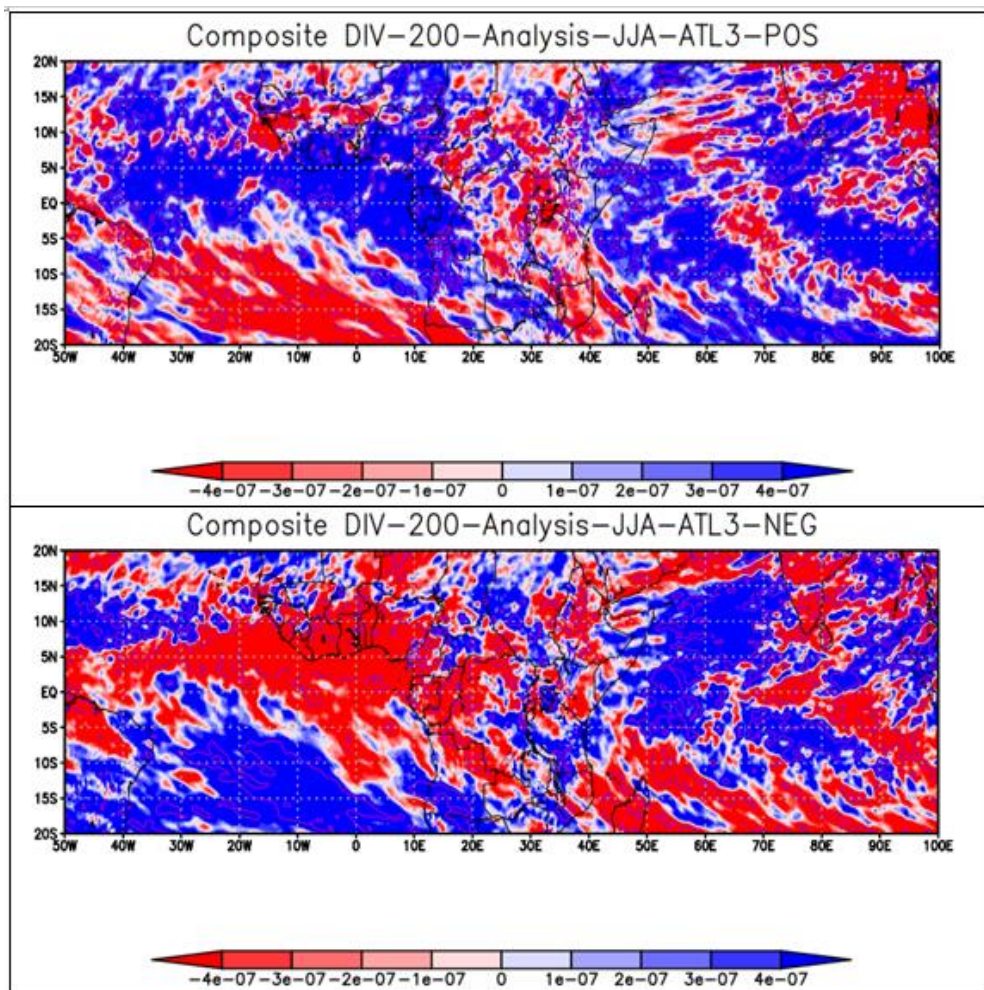 Composite DIV-200-Analysis-JJA-ATL3-POS
20N
15N
10N
5N
EQ
5S
10S
15S
20S
50W 40W 30W 20W 10W 0 10E 20E 30E 40E 50E 60E 70E 80E 90E 100E
-4e-07 -3e-07 -2e-07 -1e-07 0 1e-07 2e-07 3e-07 4e-07
Composite DIV-200-Analysis-JJA-ATL3-NEG
20N
15N
10N
5N
EQ
5S
10S
15S
20S
50W 40W 30W 20W 10W 0 10E 20E 30E 40E 50E 60E 70E 80E 90E 100E
-4e-07 -3e-07 -2e-07 -1e-07 0 1e-07 2e-07 3e-07 4e-07